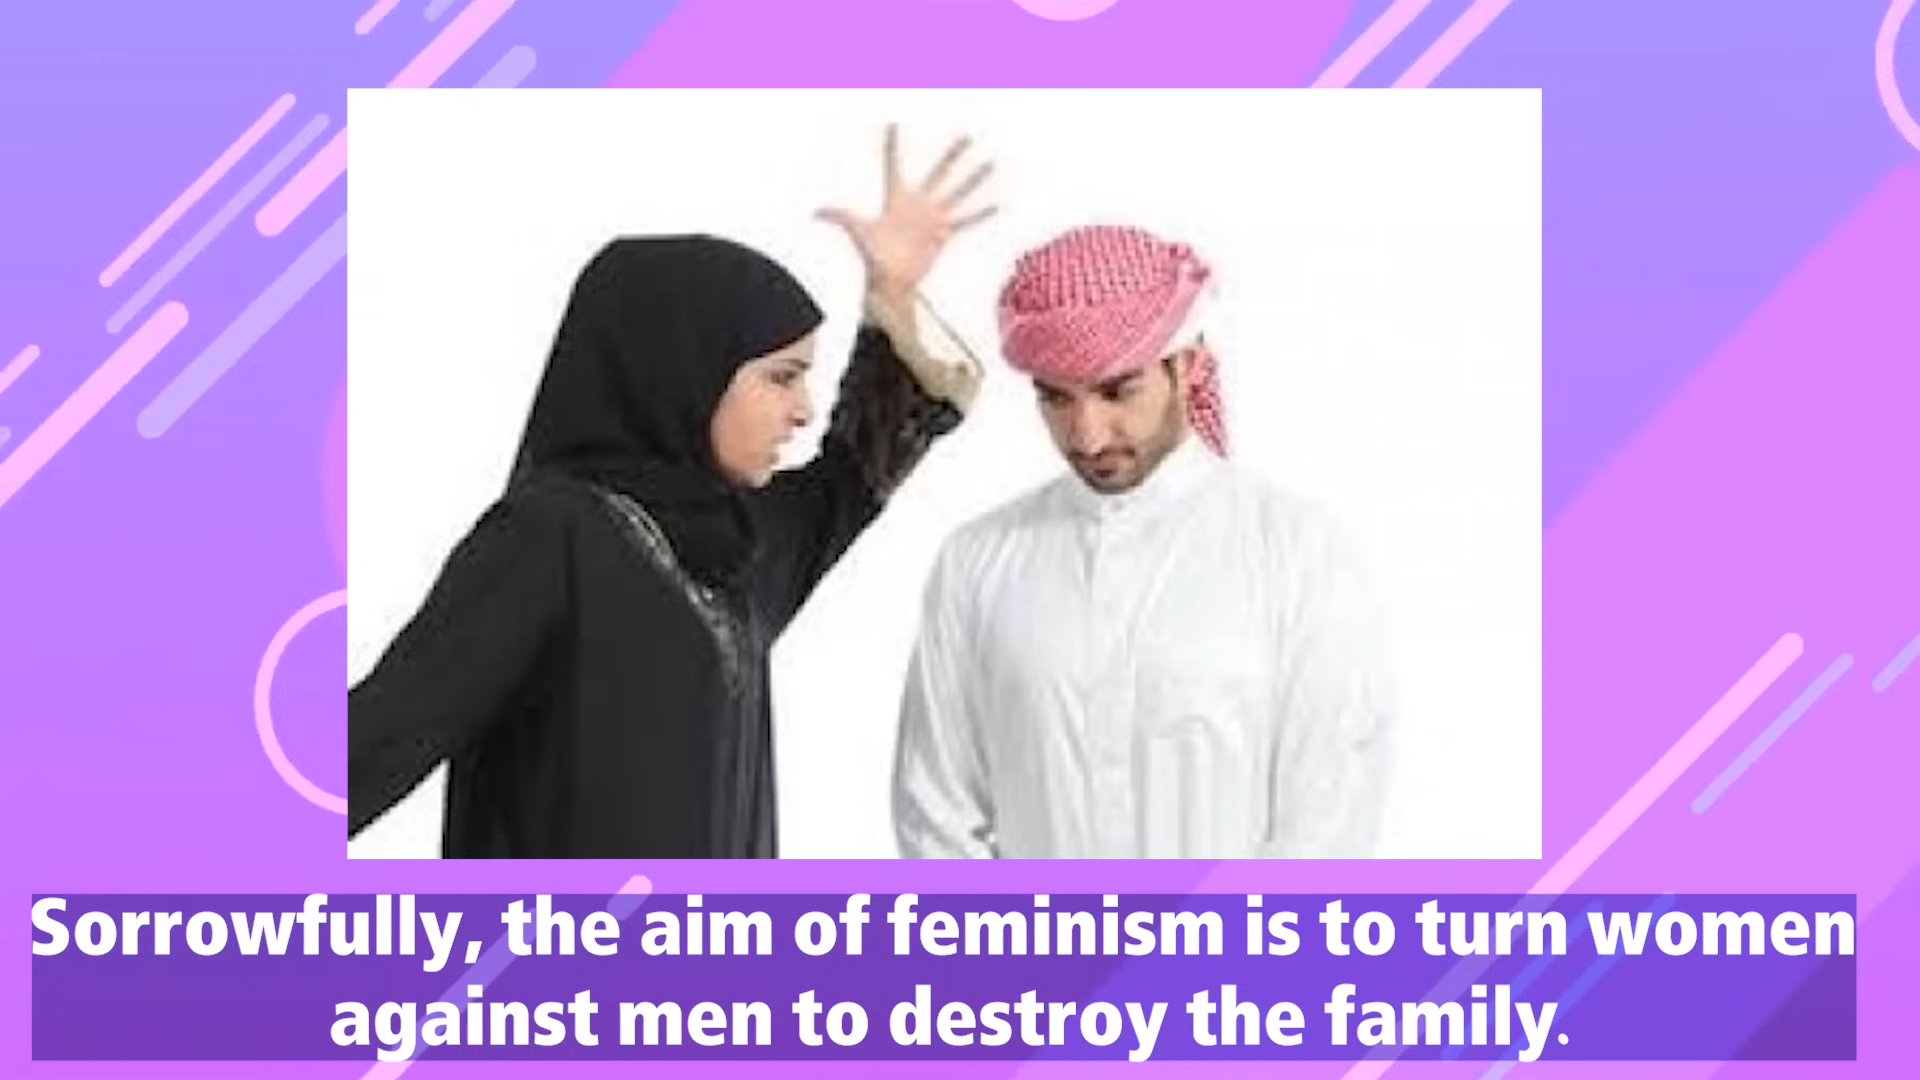 Sorrowfully, the aim of feminism is to turn women
against men to destroy the family.